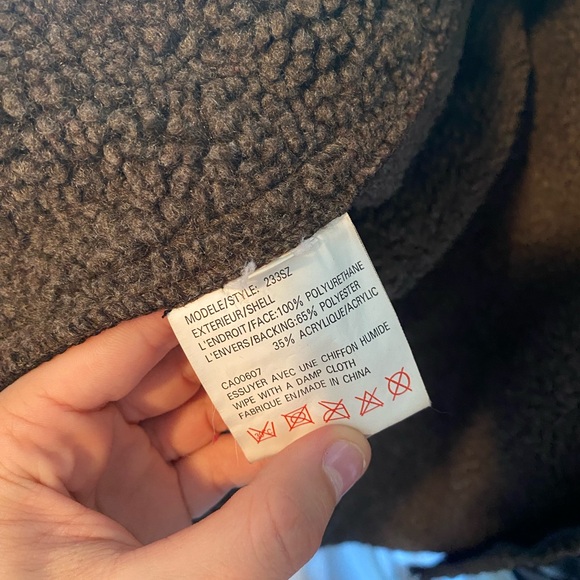 MODELE/STYLE: 233SZ
EXTERIEUR/SHELL
L'ENDROIT/FACE:100% POLYURETHANE
L'ENVERS/BACKING:65% POLYESTER
35% ACRYLIQUE/ACRYLIC
CA00607
ESSUYER AVEC UNE CHIFFON HUMIDE
WIPE WITH A DAMP CLOTH
FABRIQUE EN/MADE IN CHINA